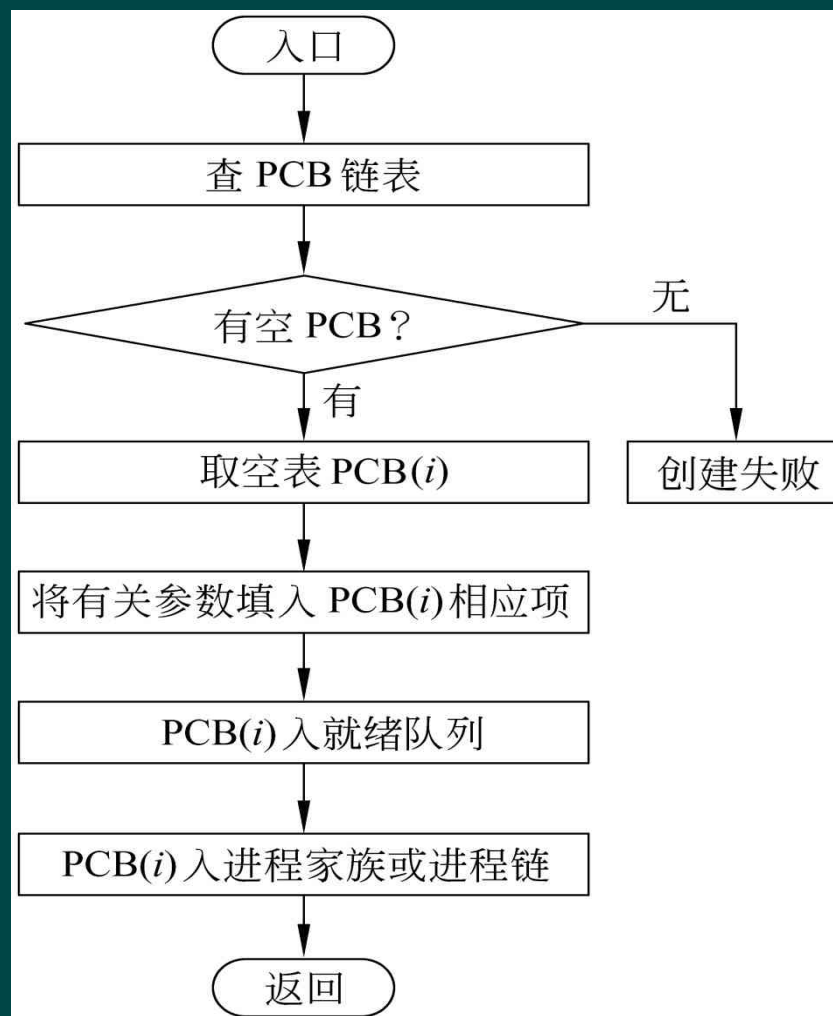 入口
查 PCB 链表
有空 PCB？
无
有
取空表 PCB(i)
创建失败
将有关参数填入 PCB(i)相应项
PCB(i)入就绪队列
PCB(i)入进程家族或进程链
返回